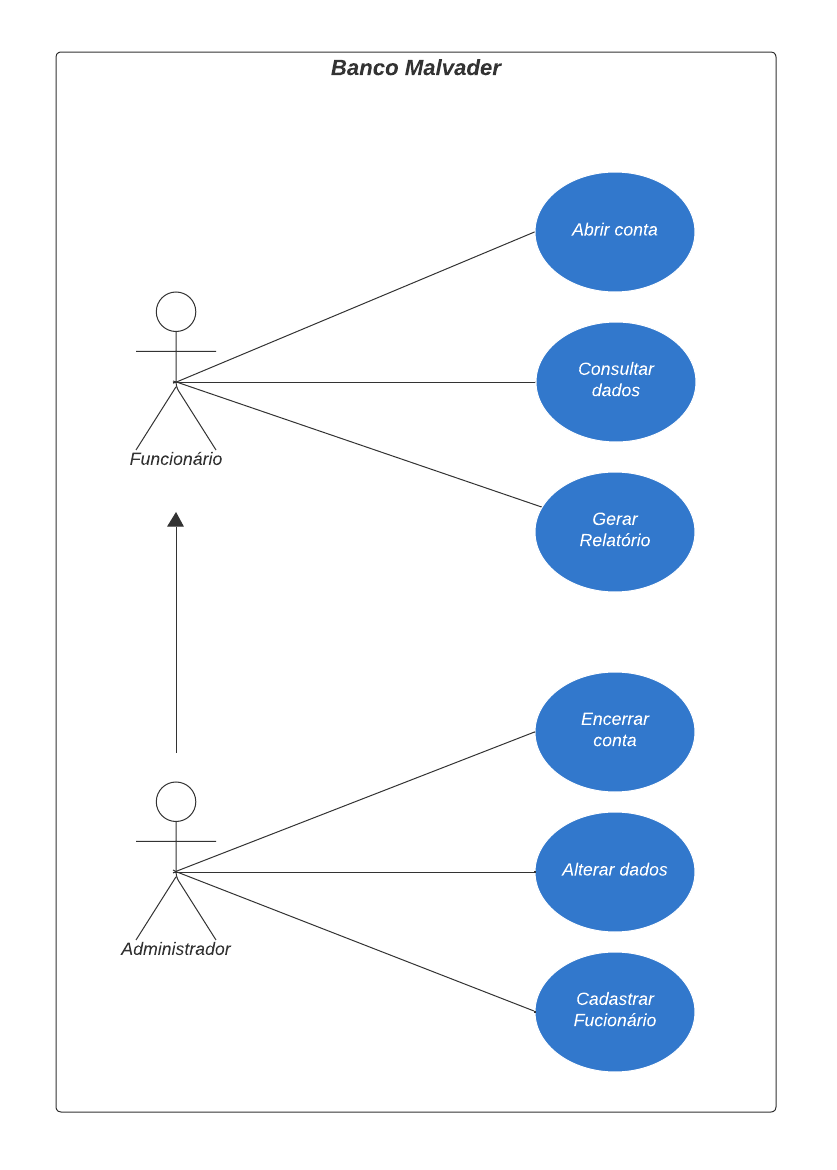 Banco Malvader
Abrir conta
Consultar
dados
Funcionário
Gerar
Relatório
Encerrar
conta
Alterar dados
Administrador
Cadastrar
Fucionário